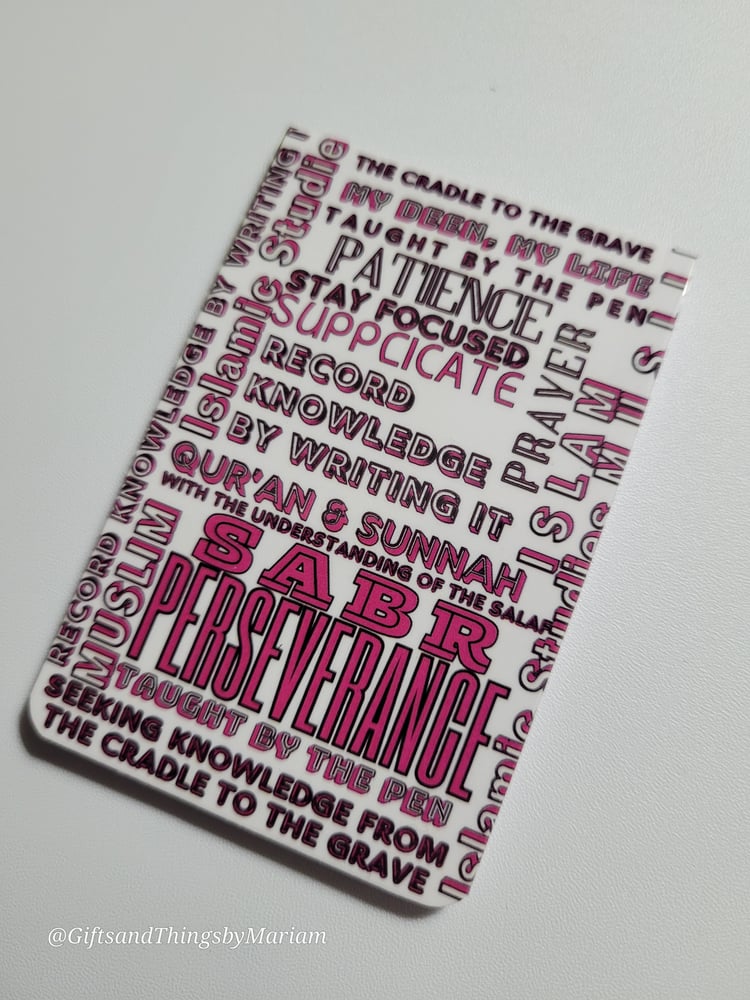 THE CRADLE TO THE GRAVE
MY DEEN, MY LIFE
TAUGHT BY THE PEN
PATIENCE
STAY FOCUSED
SUPPCICATE
RECORD
KNOWLEDGE
BY WRITING IT
QUR'AN & SUNNAH
WITH THE UNDERSTANDING OF THE SALAF
SABR
PERSEVERANCE
TAUGHT BY THE PEN
SEEKING KNOWLEDGE FROM
THE CRADLE TO THE GRAVE
RECORD KNOWLEDGE BY WRITING I
Islamic Studie
MUSLIM
PRAYER
ISLAM
Islamic Studies
@GiftsandThingsbyMariam